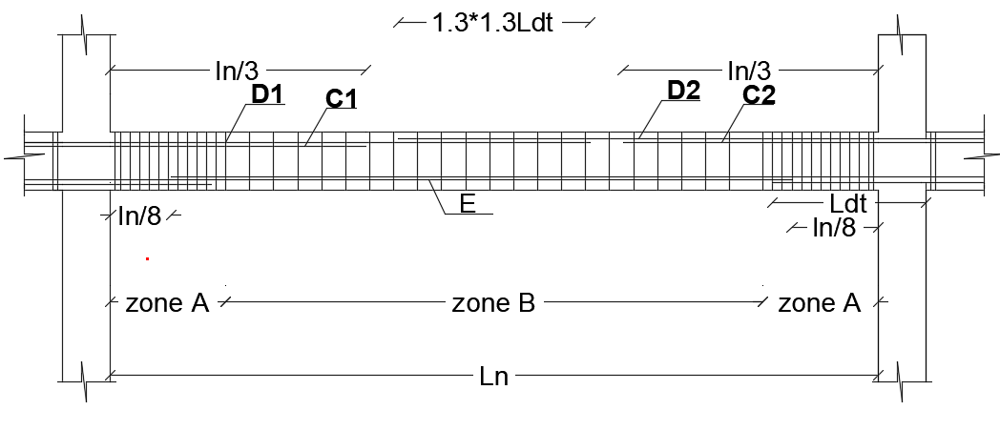 1.3*1.3Ldt
ln/3
ln/3
D1
C1
D2
C2
E
ln/8
Ldt
ln/8
zone A
zone B
zone A
Ln